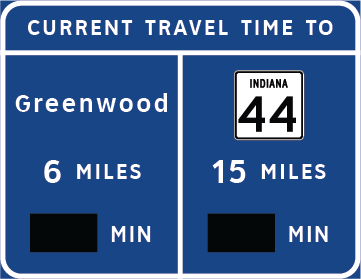 CURRENT TRAVEL TIME TO
Greenwood
6 MILES
MIN
INDIANA
44
15 MILES
MIN